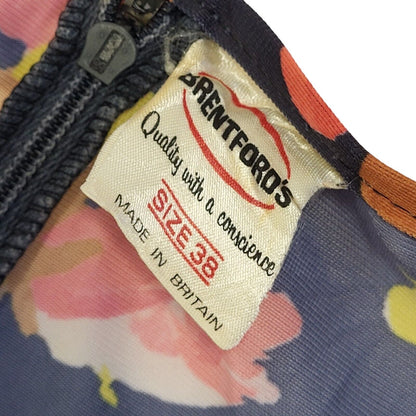 BRENTFORD'S
Quality with a conscience
SIZE 38
MADE IN BRITAIN